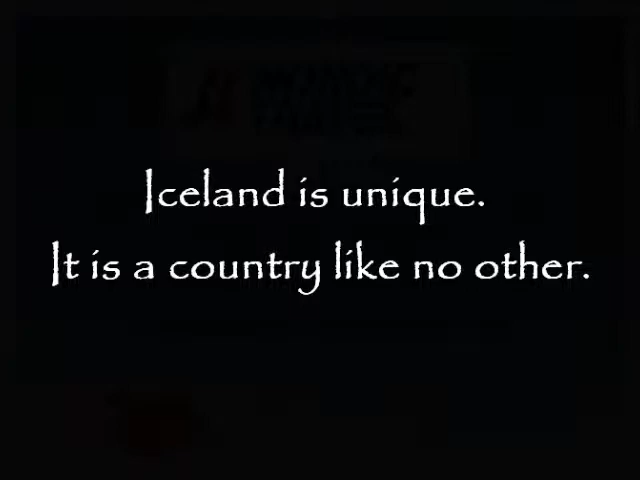 Iceland is unique.
It is a country like no other.